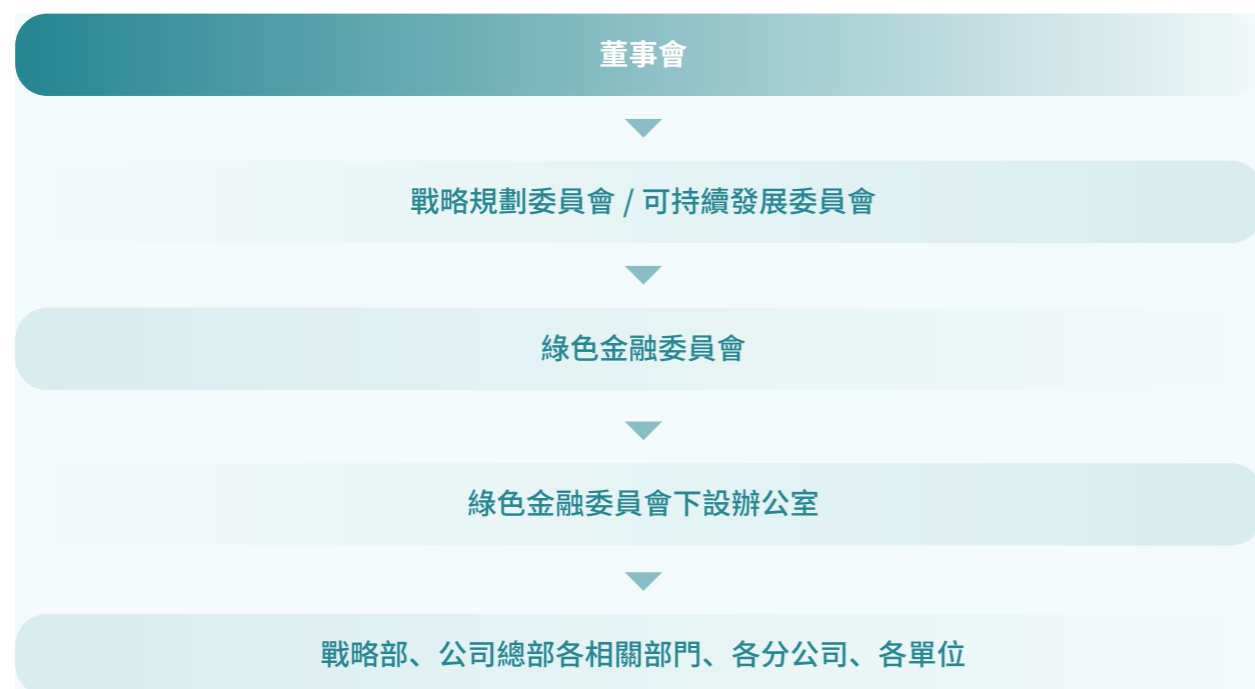 董事會
戰略規劃委員會 / 可持續發展委員會
綠色金融委員會
綠色金融委員會下設辦公室
戰略部、公司總部各相關部門、各分公司、各單位